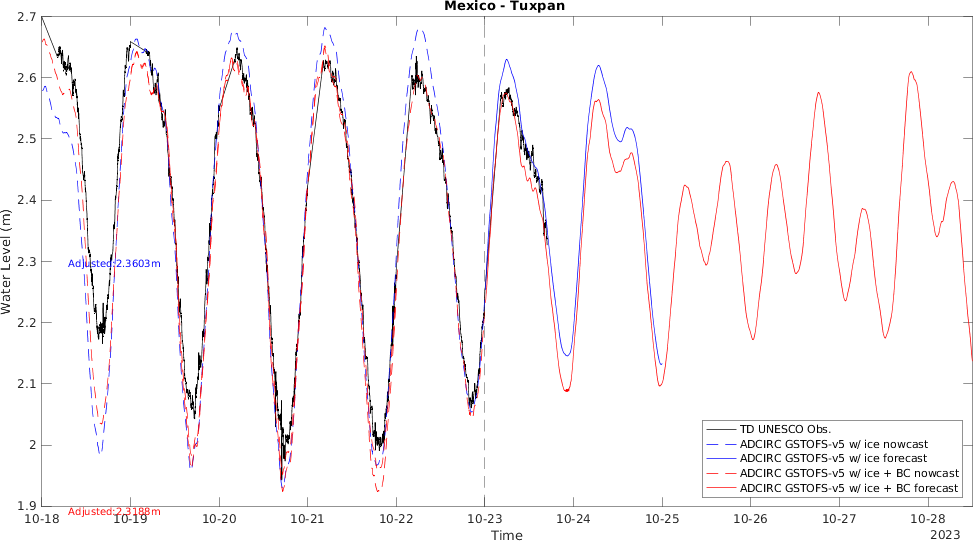 Mexico - Tuxpan
2.7
2.6
2.5
2.4
2.3
2.2
2.1
2
1.9
Water Level (m)
Adjusted:2.3603m
Adjusted:2.3188m
TD UNESCO Obs.
ADCIRC GSTOFS-v5 w/ ice nowcast
ADCIRC GSTOFS-v5 w/ ice forecast
ADCIRC GSTOFS-v5 w/ ice + BC nowcast
ADCIRC GSTOFS-v5 w/ ice + BC forecast
10-18 10-19 10-20 10-21 10-22 10-23 10-24 10-25 10-26 10-27 10-28
Time
2023